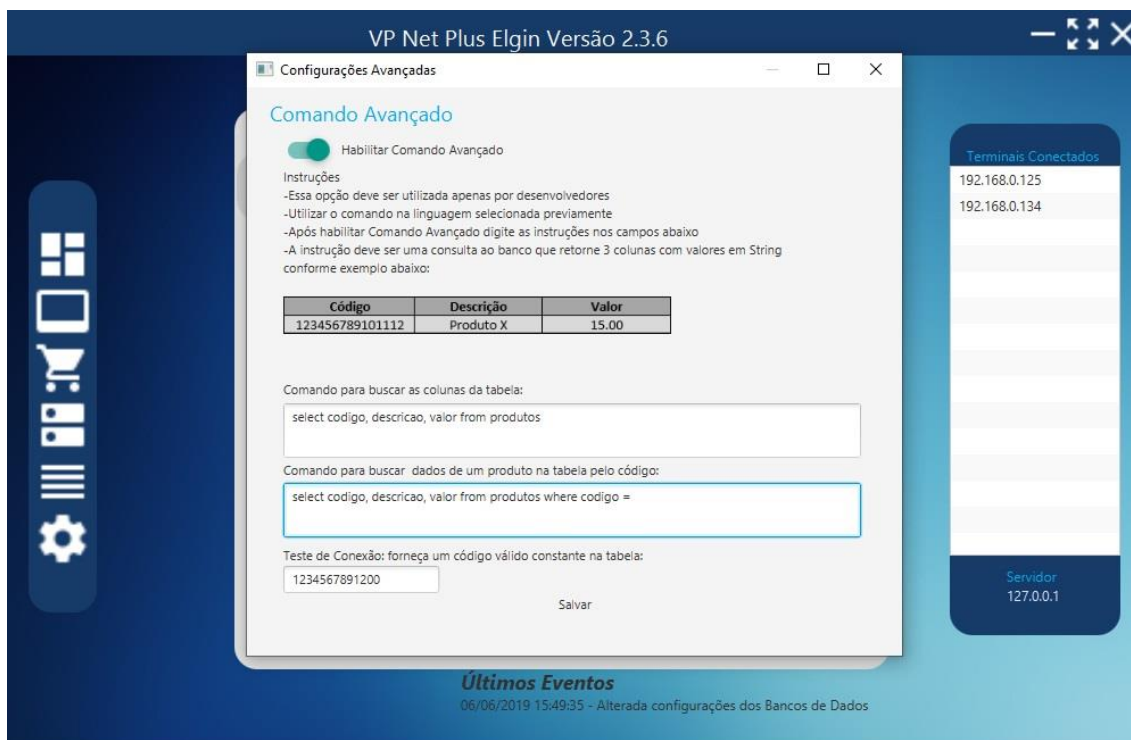 VP Net Plus Elgin Versão 2.3.6
Configurações Avançadas
Comando Avançado
Habilitar Comando Avançado
Instruções
-Essa opção deve ser utilizada apenas por desenvolvedores
-Utilizar o comando na linguagem selecionada previamente
-Após habilitar Comando Avançado digite as instruções nos campos abaixo
-A instrução deve ser uma consulta ao banco que retorne 3 colunas com valores em String
conforme exemplo abaixo:
Código Descrição Valor
123456789101112 Produto X 15.00
Comando para buscar as colunas da tabela:
select codigo, descricao, valor from produtos
Comando para buscar dados de um produto na tabela pelo código:
select codigo, descricao, valor from produtos where codigo =
Teste de Conexão: forneça um código válido constante na tabela:
1234567891200
Salvar
Terminais Conectados
192.168.0.125
192.168.0.134
Servidor
127.0.0.1
Últimos Eventos
06/06/2019 15:49:35 - Alterada configurações dos Bancos de Dados